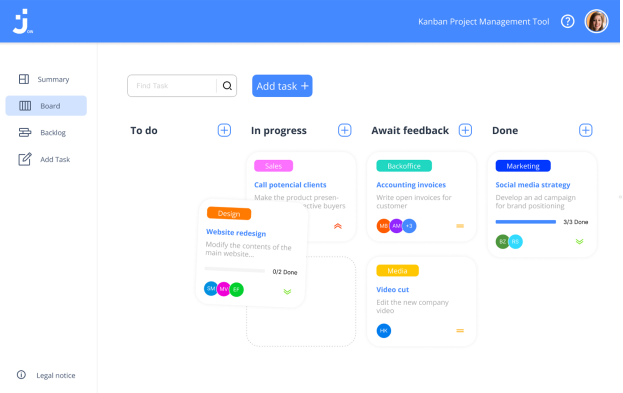 j
Kanban Project Management Tool
?
Summary
Board
Backlog
Add Task
Legal notice
Find Task
Add task +
To do
In progress
Await feedback
Done
Sales
Call potencial clients
Make the product presen-
ective buyers
Design
Website redesign
Modify the contents of the
main website...
0/2 Done
SM
MV
EF
Backoffice
Accounting invoices
Write open invoices for
customer
MB
AM
+3
Media
Video cut
Edit the new company
video
HK
Marketing
Social media strategy
Develop an ad campaign
for brand positioning
3/3 Done
BZ
RE